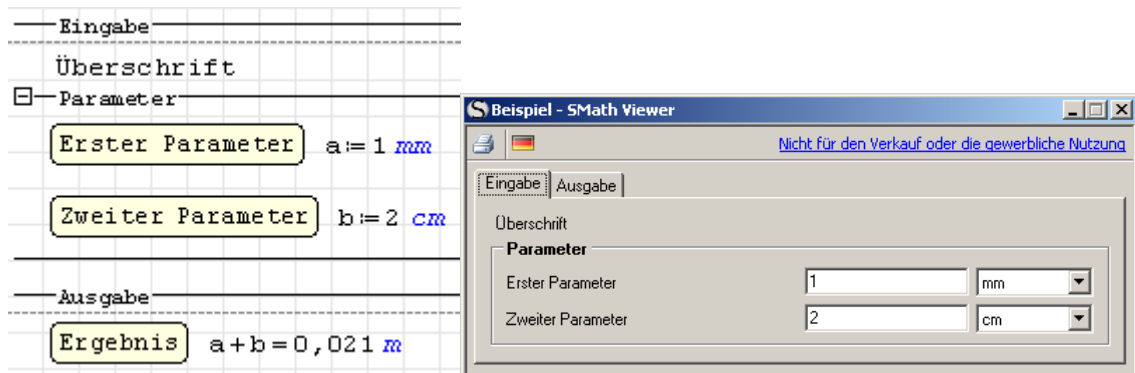 Eingabe
Überschrift
Parameter
Erster Parameter a≔1 mm
Zweiter Parameter b≔2 cm
Ausgabe
Ergebnis a+b=0,021 m
Beispiel - SMath Viewer
Nicht für den Verkauf oder die gewerbliche Nutzung
Eingabe Ausgabe
Überschrift
Parameter
Erster Parameter 1 mm
Zweiter Parameter 2 cm